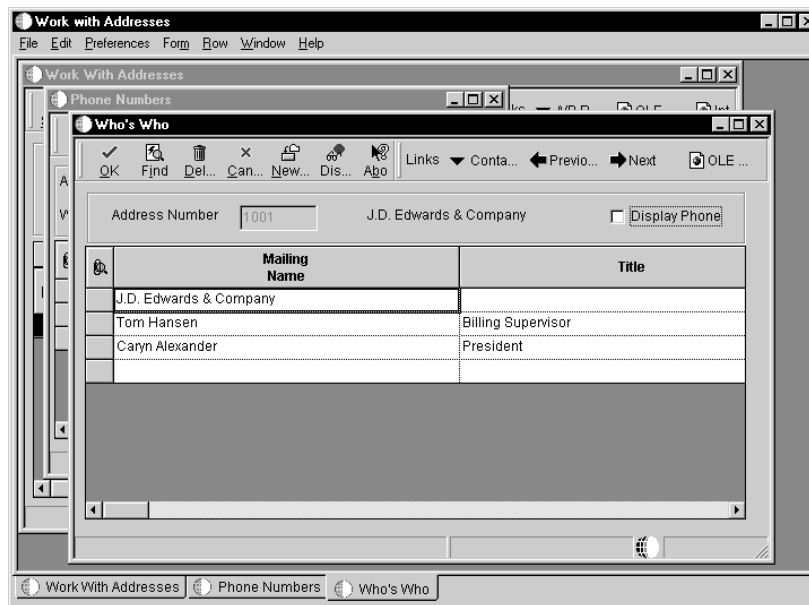 Work with Addresses
File Edit Preferences Form Row Window Help
Work With Addresses
Phone Numbers
Who's Who
OK Find Del... Can... New... Dis... Abo Links Conta... Previo... Next OLE ...
Address Number 1001 J.D. Edwards & Company Display Phone
Mailing Name Title
J.D. Edwards & Company
Tom Hansen Billing Supervisor
Caryn Alexander President
Work With Addresses Phone Numbers Who's Who